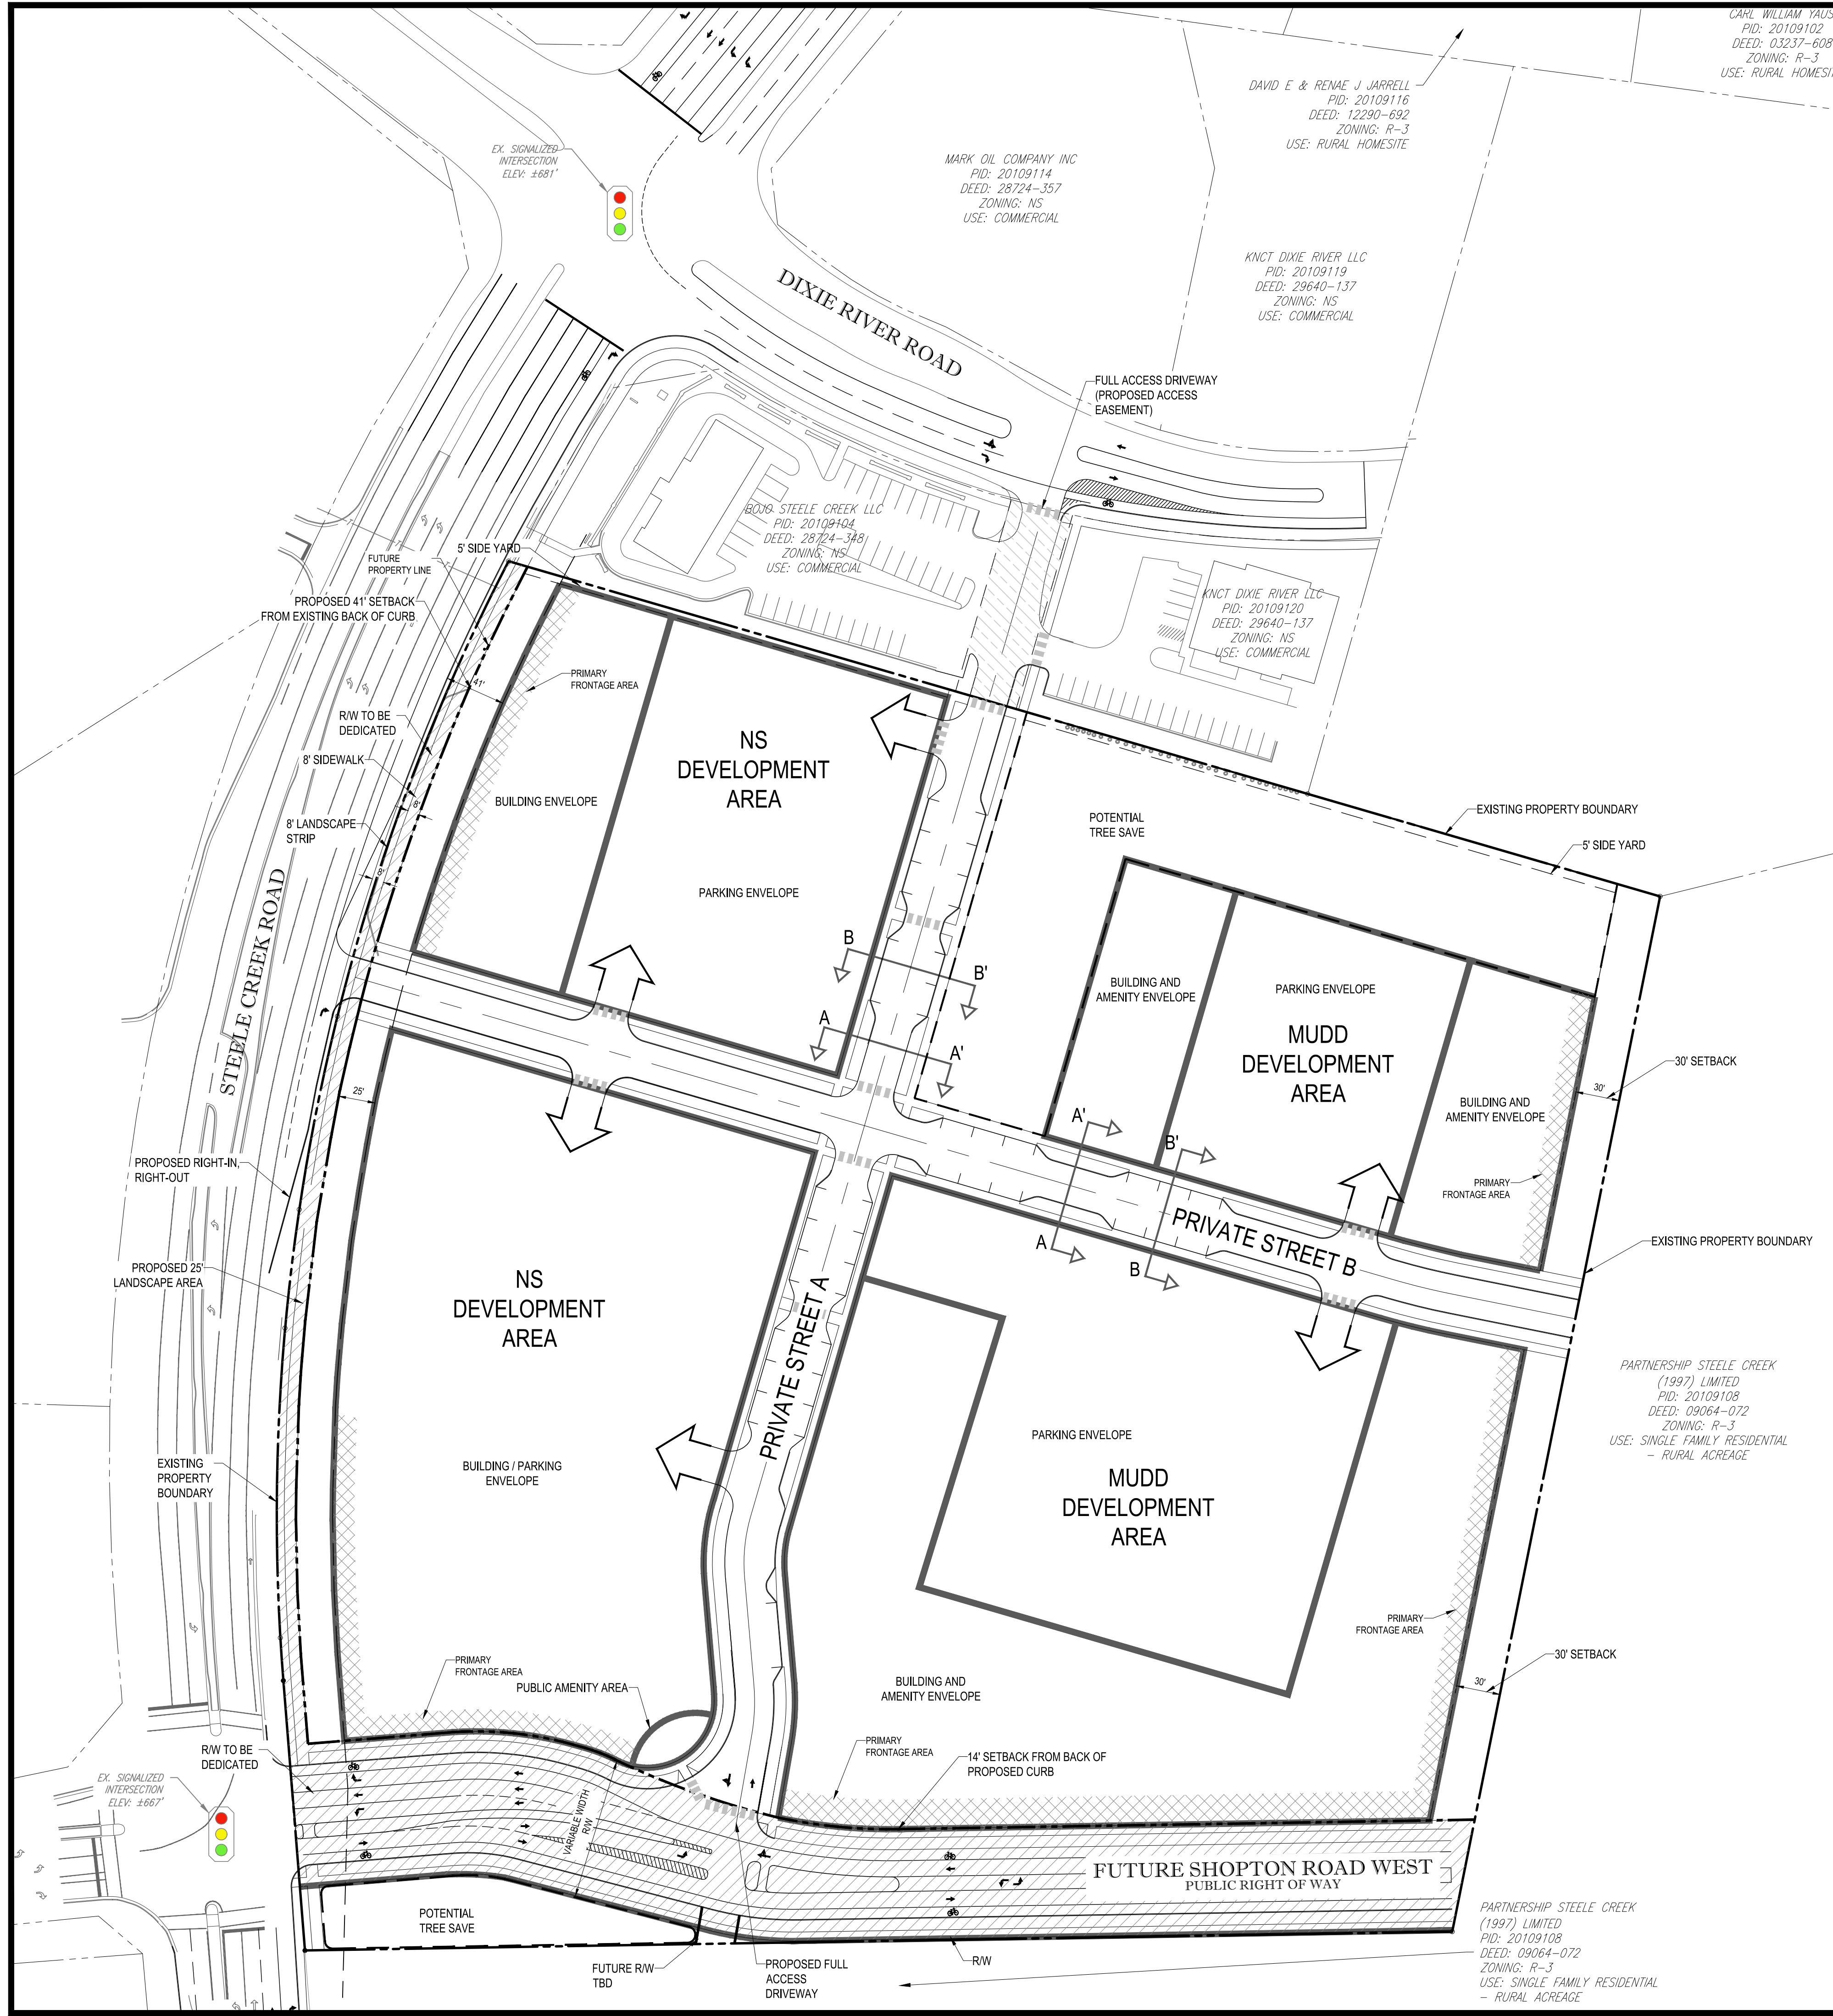 CARL WILLIAM YAUS
PID: 20109102
DEED: 03237-608
ZONING: R-3
USE: RURAL HOMESIT
DAVID E & RENAE J JARRELL
PID: 20109116
DEED: 12290-692
ZONING: R-3
USE: RURAL HOMESITE
EX. SIGNALIZED
INTERSECTION
ELEV: ±681'
MARK OIL COMPANY INC
PID: 20109114
DEED: 28724-357
ZONING: NS
USE: COMMERCIAL
KNCT DIXIE RIVER LLC
PID: 20109119
DEED: 29640-137
ZONING: NS
USE: COMMERCIAL
DIXIE RIVER ROAD
FULL ACCESS DRIVEWAY
(PROPOSED ACCESS
EASEMENT)
BOJO STEELE CREEK LLC
PID: 20109104
DEED: 28724-348
ZONING: NS
USE: COMMERCIAL
5' SIDE YARD
FUTURE
PROPERTY LINE
PROPOSED 41' SETBACK
FROM EXISTING BACK OF CURB
KNCT DIXIE RIVER LLC
PID: 20109120
DEED: 29640-137
ZONING: NS
USE: COMMERCIAL
41'
PRIMARY
FRONTAGE AREA
R/W TO BE
DEDICATED
8' SIDEWALK
8'
8' LANDSCAPE
STRIP
8'
NS
DEVELOPMENT
AREA
BUILDING ENVELOPE
PARKING ENVELOPE
POTENTIAL
TREE SAVE
EXISTING PROPERTY BOUNDARY
5' SIDE YARD
STEELE CREEK ROAD
B
B'
A
A'
BUILDING AND
AMENITY ENVELOPE
PARKING ENVELOPE
MUDD
DEVELOPMENT
AREA
BUILDING AND
AMENITY ENVELOPE
30'
30' SETBACK
25'
A'
B'
A
B
PRIMARY
FRONTAGE AREA
PROPOSED RIGHT-IN,
RIGHT-OUT
PRIVATE STREET B
EXISTING PROPERTY BOUNDARY
PROPOSED 25'
LANDSCAPE AREA
NS
DEVELOPMENT
AREA
PRIVATE STREET A
PARTNERSHIP STEELE CREEK
(1997) LIMITED
PID: 20109108
DEED: 09064-072
ZONING: R-3
USE: SINGLE FAMILY RESIDENTIAL
- RURAL ACREAGE
EXISTING
PROPERTY
BOUNDARY
BUILDING / PARKING
ENVELOPE
PARKING ENVELOPE
MUDD
DEVELOPMENT
AREA
PRIMARY
FRONTAGE AREA
30' SETBACK
30'
PRIMARY
FRONTAGE AREA
PUBLIC AMENITY AREA
BUILDING AND
AMENITY ENVELOPE
PRIMARY
FRONTAGE AREA
14' SETBACK FROM BACK OF
PROPOSED CURB
R/W TO BE
DEDICATED
EX. SIGNALIZED
INTERSECTION
ELEV: ±667'
VARIABLE WIDTH
R/W
FUTURE SHOPTON ROAD WEST
PUBLIC RIGHT OF WAY
POTENTIAL
TREE SAVE
FUTURE R/W
TBD
PROPOSED FULL
ACCESS
DRIVEWAY
R/W
PARTNERSHIP STEELE CREEK
(1997) LIMITED
PID: 20109108
DEED: 09064-072
ZONING: R-3
USE: SINGLE FAMILY RESIDENTIAL
- RURAL ACREAGE